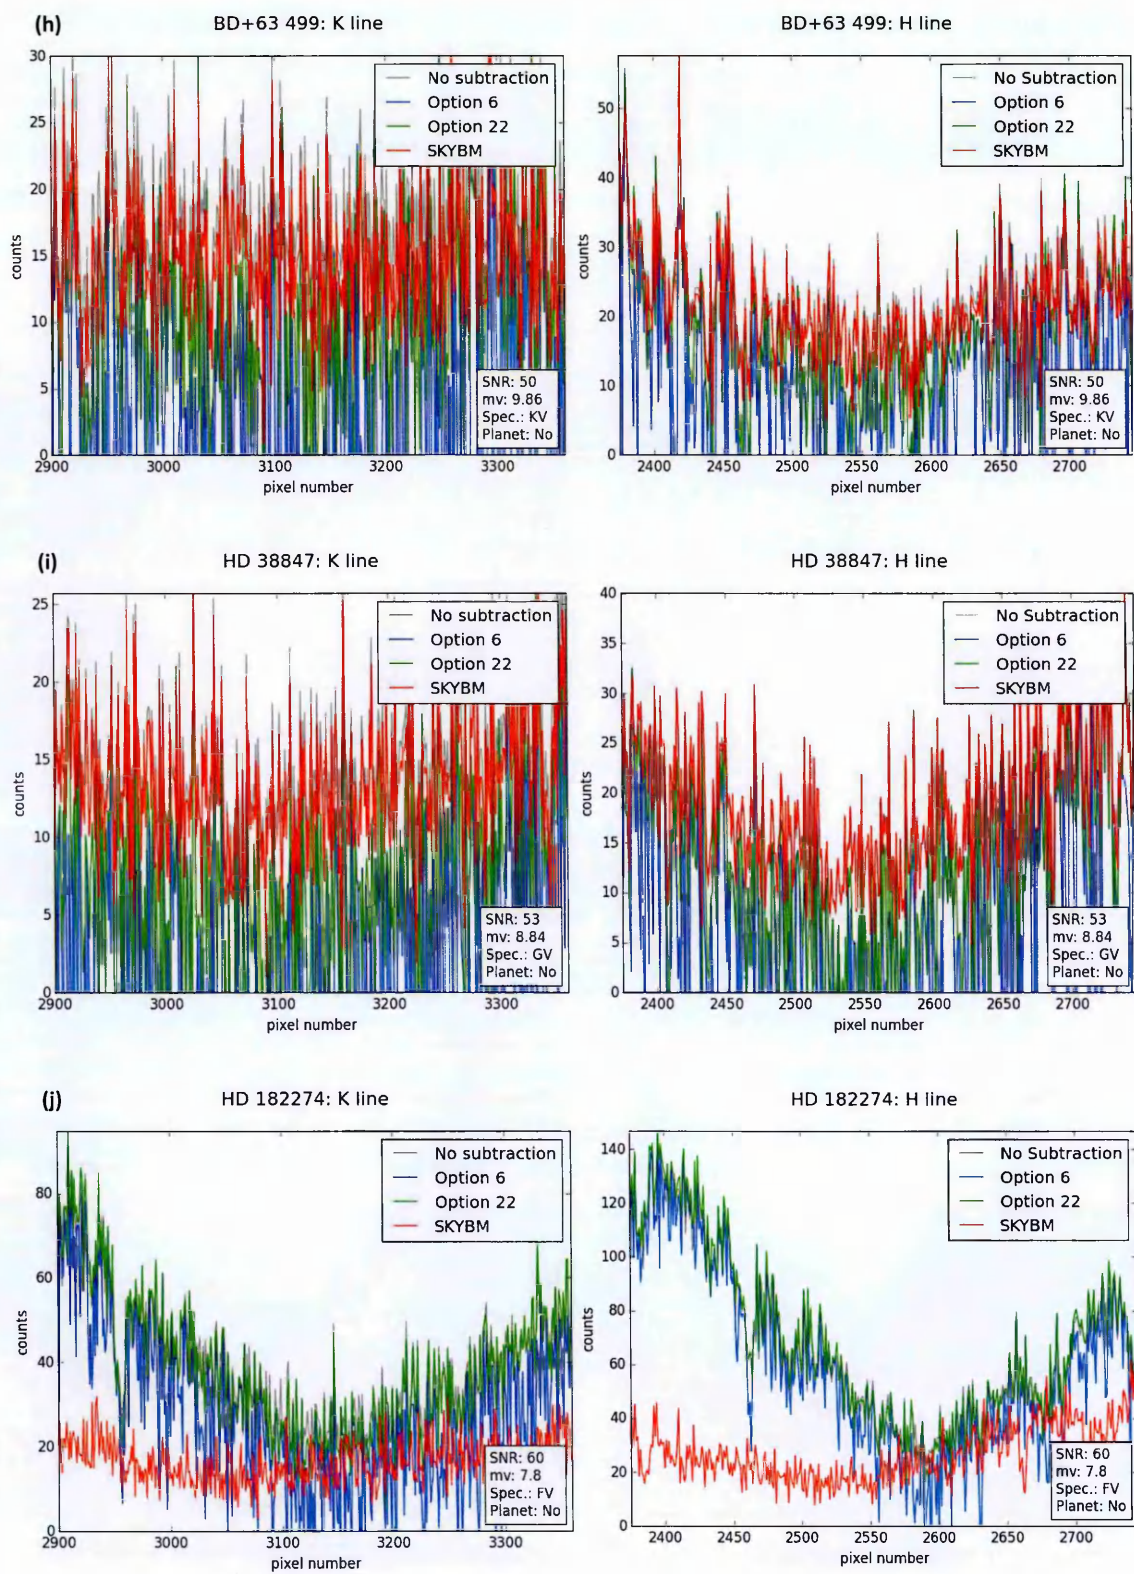 (h)
BD+63 499: K line
BD+63 499: H line
30
25
20
15
10
5
0
counts
No subtraction
Option 6
Option 22
SKYBM
SNR: 50
mv: 9.86
Spec.: KV
Planet: No
2900
3000
3100
3200
3300
pixel number
50
40
30
20
10
0
counts
No Subtraction
Option 6
Option 22
SKYBM
SNR: 50
mv: 9.86
Spec.: KV
Planet: No
2400
2450
2500
2550
2600
2650
2700
pixel number
(i)
HD 38847: K line
HD 38847: H line
25
20
15
10
5
0
counts
No subtraction
Option 6
Option 22
SKYBM
SNR: 53
mv: 8.84
Spec.: GV
Planet: No
2900
3000
3100
3200
3300
pixel number
40
35
30
25
20
15
10
5
0
counts
No Subtraction
Option 6
Option 22
SKYBM
SNR: 53
mv: 8.84
Spec.: GV
Planet: No
2400
2450
2500
2550
2600
2650
2700
pixel number
(j)
HD 182274: K line
HD 182274: H line
80
60
40
20
0
counts
No subtraction
Option 6
Option 22
SKYBM
SNR: 60
mv: 7.8
Spec.: FV
Planet: No
2900
3000
3100
3200
3300
pixel number
140
120
100
80
60
40
20
0
counts
No Subtraction
Option 6
Option 22
SKYBM
SNR: 60
mv: 7.8
Spec.: FV
Planet: No
2400
2450
2500
2550
2600
2650
2700
pixel number